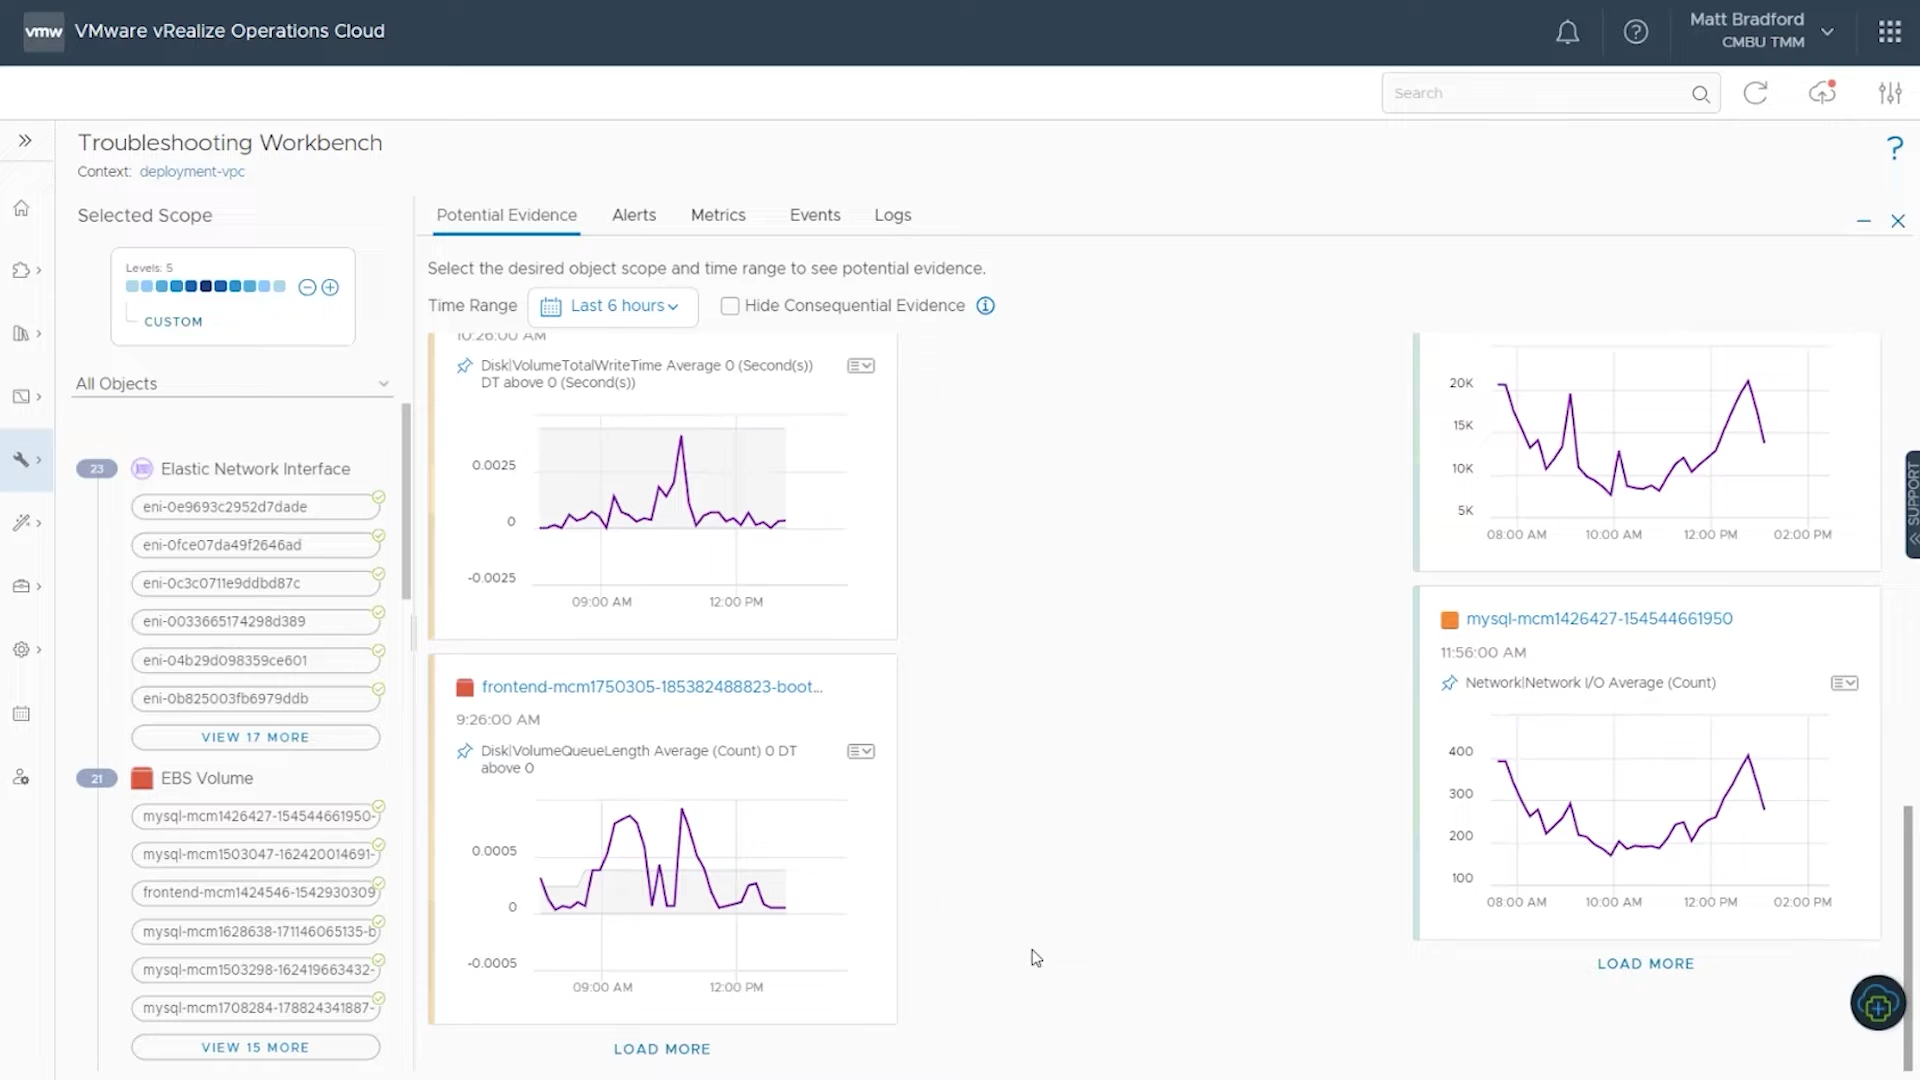 vmw VMware vRealize Operations Cloud
Matt Bradford
CMBU TMM
Search
Troubleshooting Workbench
Context: deployment-vpc
Selected Scope
Levels: 5
CUSTOM
All Objects
23 Elastic Network Interface
eni-0e9693c2952d7dade
eni-0fce07da49f2646ad
eni-0c3c0711e9ddbd87c
eni-0033665174298d389
eni-04b29d098359ce601
eni-0b825003fb6979ddb
VIEW 17 MORE
21 EBS Volume
mysql-mcm1426427-154544661950-
mysql-mcm1503047-162420014691-
frontend-mcm1424546-1542930309
mysql-mcm1628638-171146065135-b
mysql-mcm1503298-162419663432-
mysql-mcm1708284-178824341887-
VIEW 15 MORE
Potential Evidence
Alerts
Metrics
Events
Logs
Select the desired object scope and time range to see potential evidence.
Time Range
Last 6 hours
Hide Consequential Evidence
10:26:00 AM
Disk|VolumeTotalWriteTime Average 0 (Second(s))
DT above 0 (Second(s))
0.0025
0
-0.0025
09:00 AM
12:00 PM
frontend-mcm1750305-185382488823-boot...
9:26:00 AM
Disk|VolumeQueueLength Average (Count) 0 DT
above 0
0.0005
0
-0.0005
09:00 AM
12:00 PM
LOAD MORE
20K
15K
10K
5K
08:00 AM
10:00 AM
12:00 PM
02:00 PM
mysql-mcm1426427-154544661950
11:56:00 AM
Network|Network I/O Average (Count)
400
300
200
100
08:00 AM
10:00 AM
12:00 PM
02:00 PM
LOAD MORE
SUPPORT